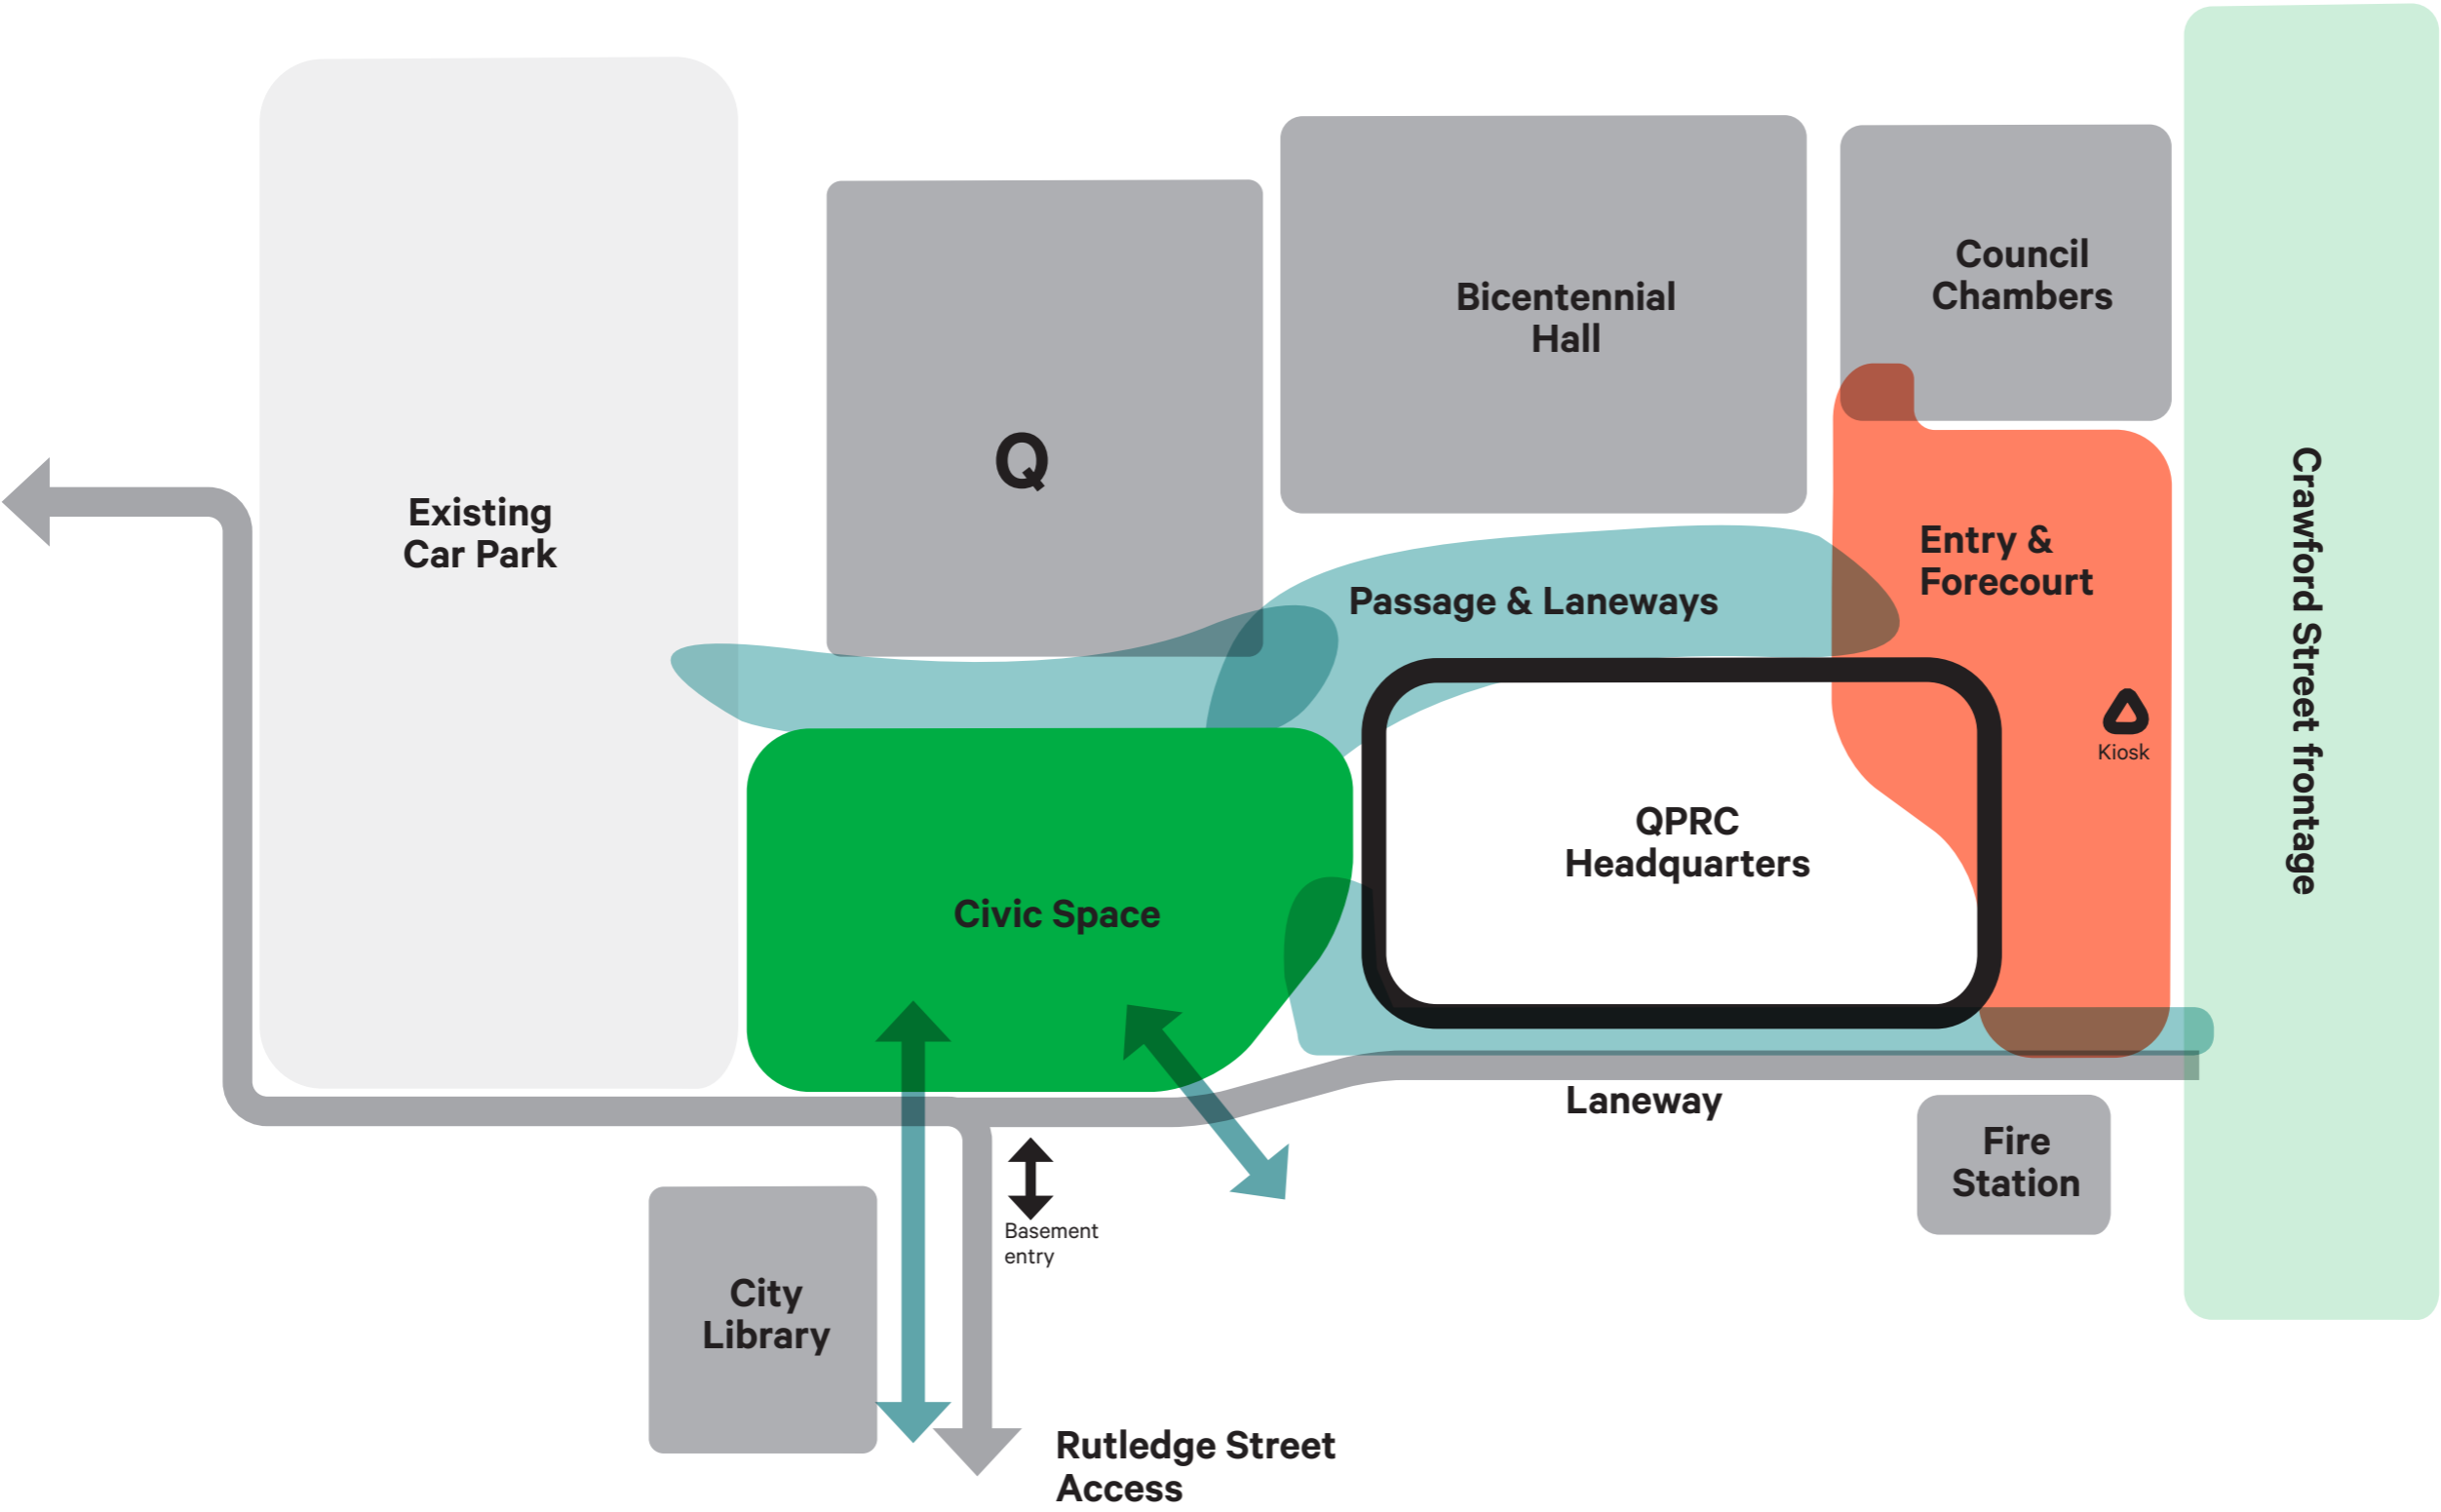 Council
Chambers
Bicentennial
Hall
Q
Existing
Car Park
Entry &
Forecourt
Passage & Laneways
Crawford Street frontage
Kiosk
QPRC
Headquarters
Civic Space
Laneway
Fire
Station
Basement
entry
City
Library
Rutledge Street
Access